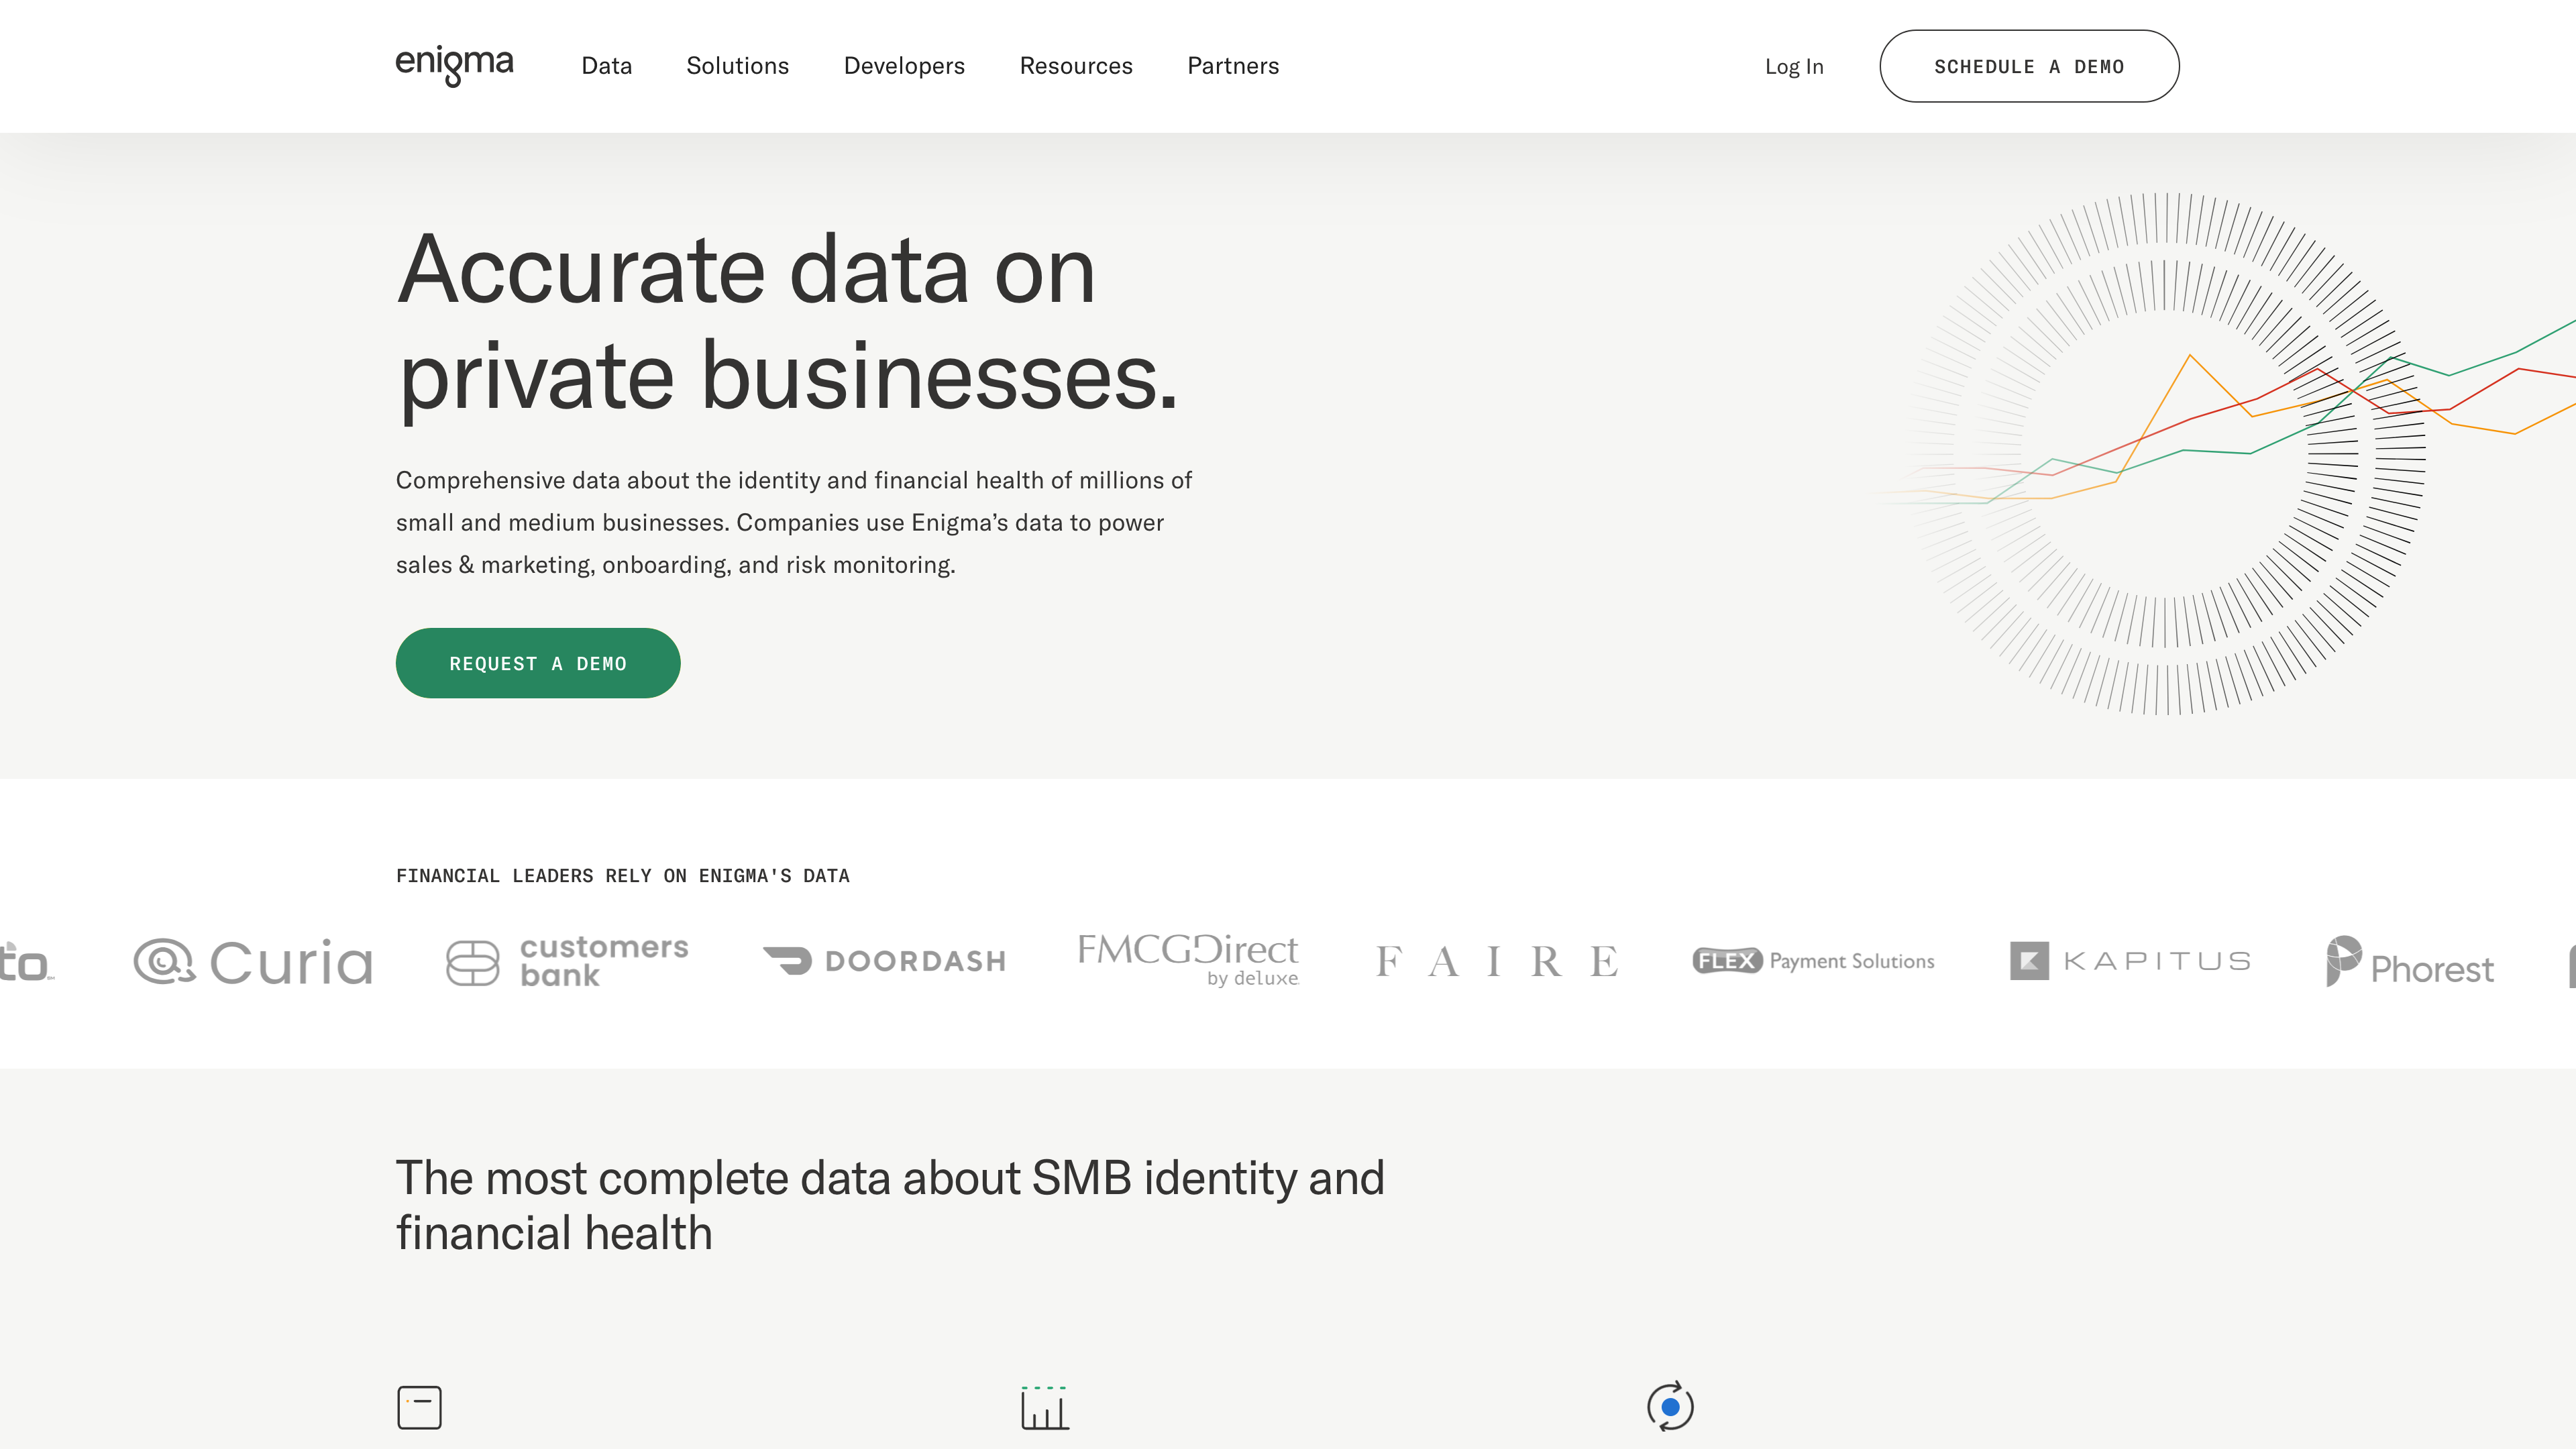 enigma
Data
Solutions
Developers
Resources
Partners
Log In
SCHEDULE A DEMO
Accurate data on
private businesses.
Comprehensive data about the identity and financial health of millions of
small and medium businesses. Companies use Enigma’s data to power
sales & marketing, onboarding, and risk monitoring.
REQUEST A DEMO
FINANCIAL LEADERS RELY ON ENIGMA'S DATA
to
Curia
customers
bank
DOORDASH
FMCGDirect
by deluxe
FAIRE
FLEX Payment Solutions
KAPITUS
Phorest
The most complete data about SMB identity and
financial health